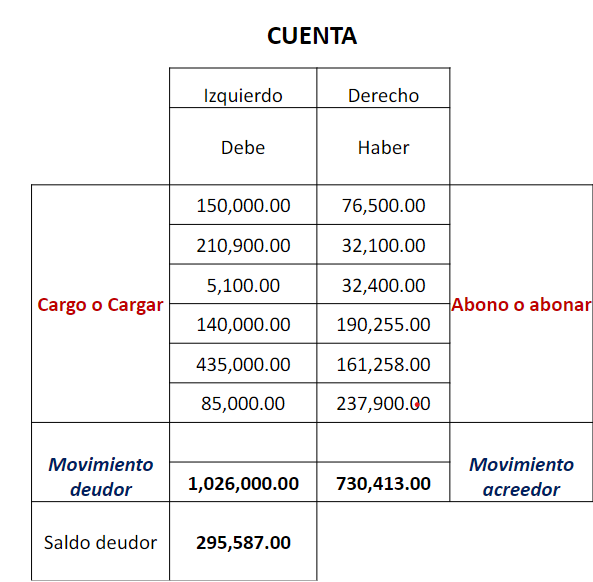 CUENTA
Izquierdo Derecho
Debe Haber
150,000.00 76,500.00
210,900.00 32,100.00
5,100.00 32,400.00
Cargo o Cargar Abono o abonar
140,000.00 190,255.00
435,000.00 161,258.00
85,000.00 237,900.00
Movimiento Movimiento
deudor 1,026,000.00 730,413.00 acreedor
Saldo deudor 295,587.00